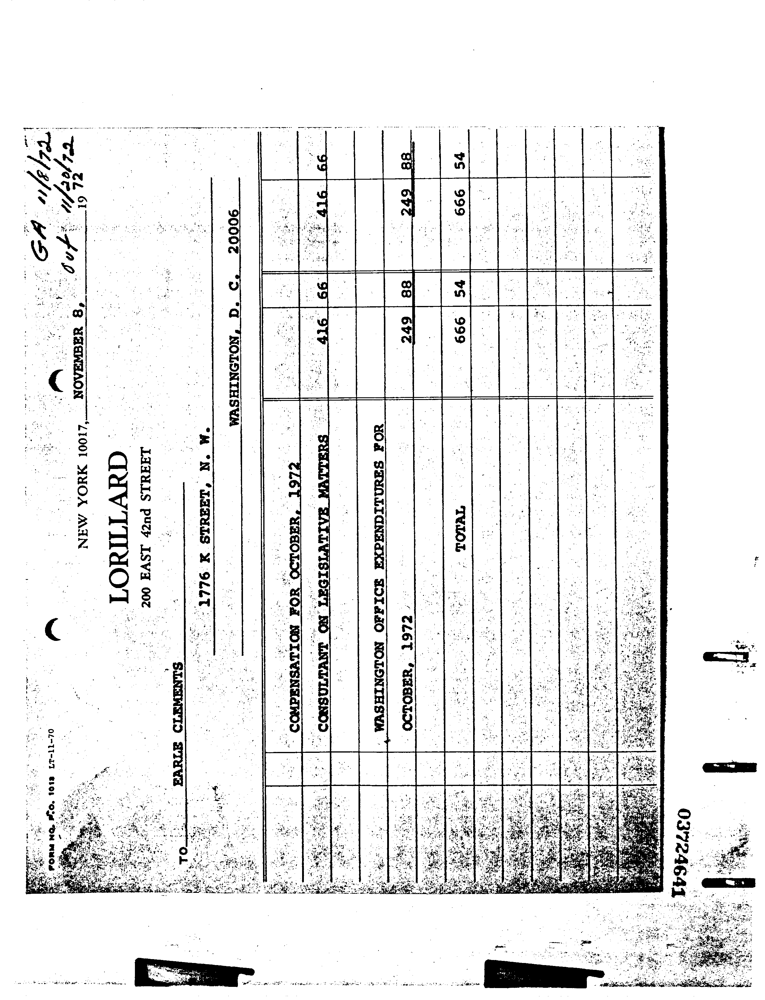 FORM NO. F.O. 1018 LT-11-70
GA 11/8/72
out 11/20/72
NEW YORK 10017, NOVEMBER 8, 19 72
LORILLARD
200 EAST 42nd STREET
TO EARLE CLEMENTS
1776 K STREET, N. W.
WASHINGTON, D. C. 20006
COMPENSATION FOR OCTOBER, 1972
CONSULTANT ON LEGISLATIVE MATTERS 416 66 416 66
WASHINGTON OFFICE EXPENDITURES FOR
OCTOBER, 1972 249 88 249 88
TOTAL 666 54 666 54
03724641